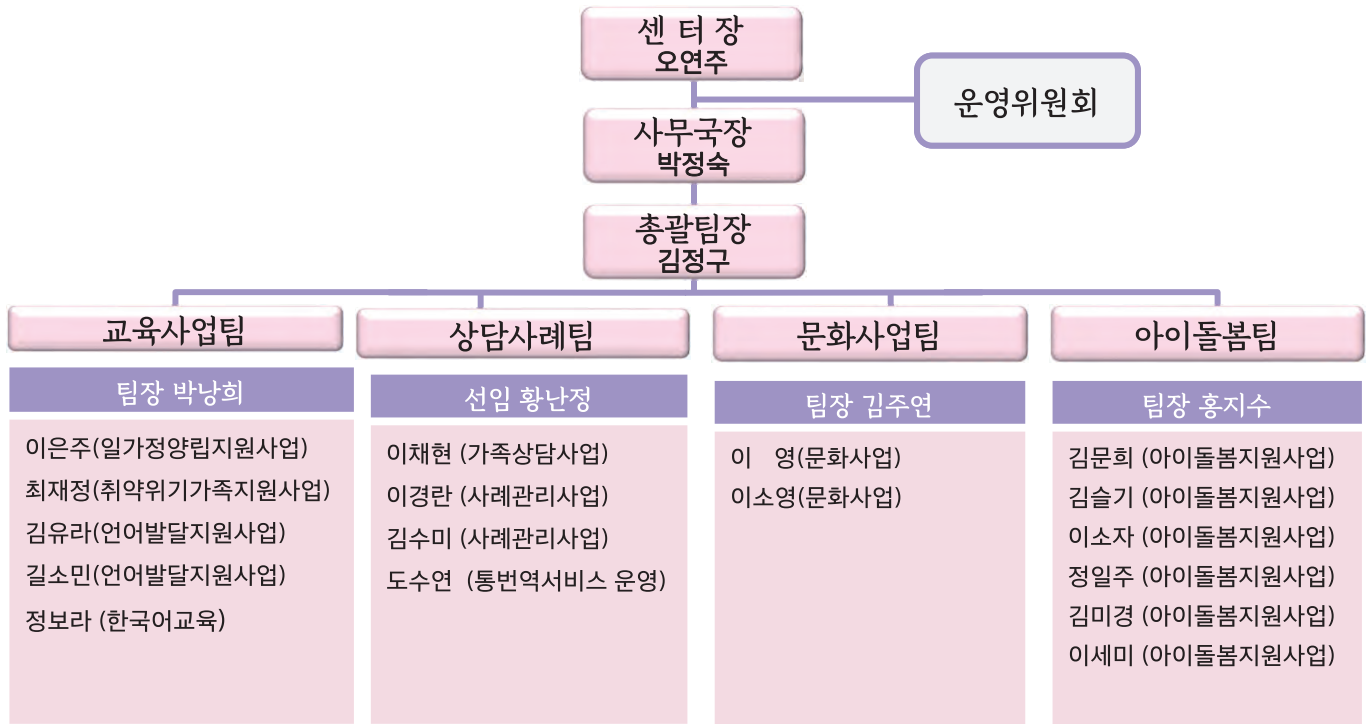 센 터 장
오연주
운영위원회
사무국장
박정숙
총괄팀장
김정구
교육사업팀
팀장 박낭희
이은주(일가정양립지원사업)
최재정(취약위기가족지원사업)
김유라(언어발달지원사업)
길소민(언어발달지원사업)
정보라 (한국어교육)
상담사례팀
선임 황난정
이채현 (가족상담사업)
이경란 (사례관리사업)
김수미 (사례관리사업)
도수연 (통번역서비스 운영)
문화사업팀
팀장 김주연
이 영(문화사업)
이소영(문화사업)
아이돌봄팀
팀장 홍지수
김문희 (아이돌봄지원사업)
김슬기 (아이돌봄지원사업)
이소자 (아이돌봄지원사업)
정일주 (아이돌봄지원사업)
김미경 (아이돌봄지원사업)
이세미 (아이돌봄지원사업)